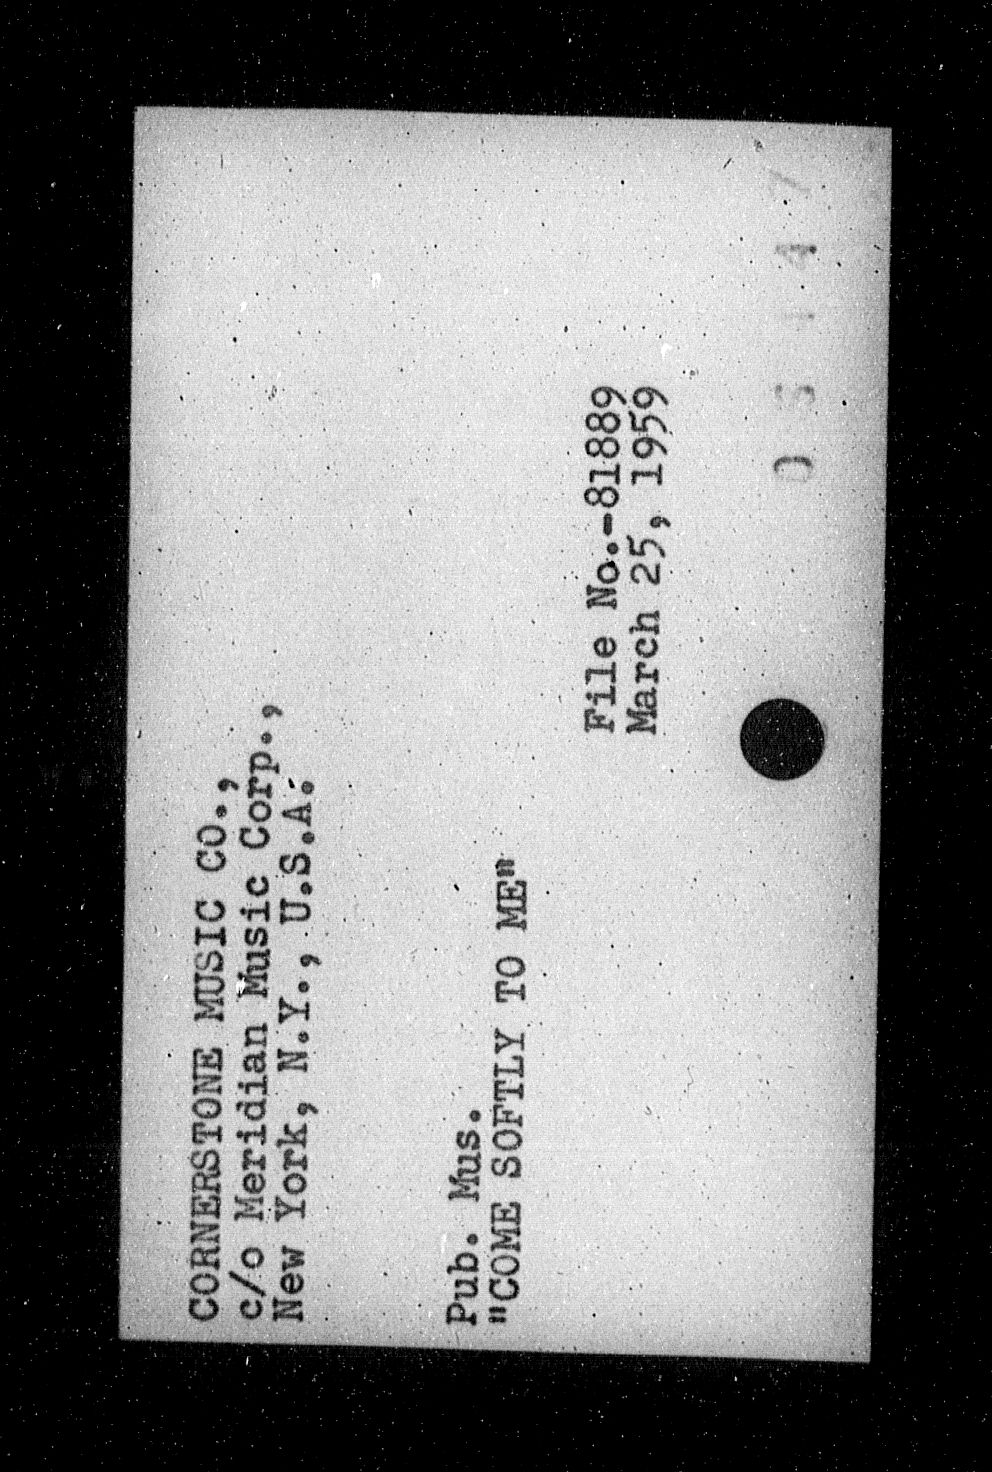 CORNERSTONE MUSIC CO.,
c/o Meridian Music Corp.,
New York, N.Y., U.S.A.
Pub. Mus.
"COME SOFTLY TO ME"
File No.-81889
March 25, 1959